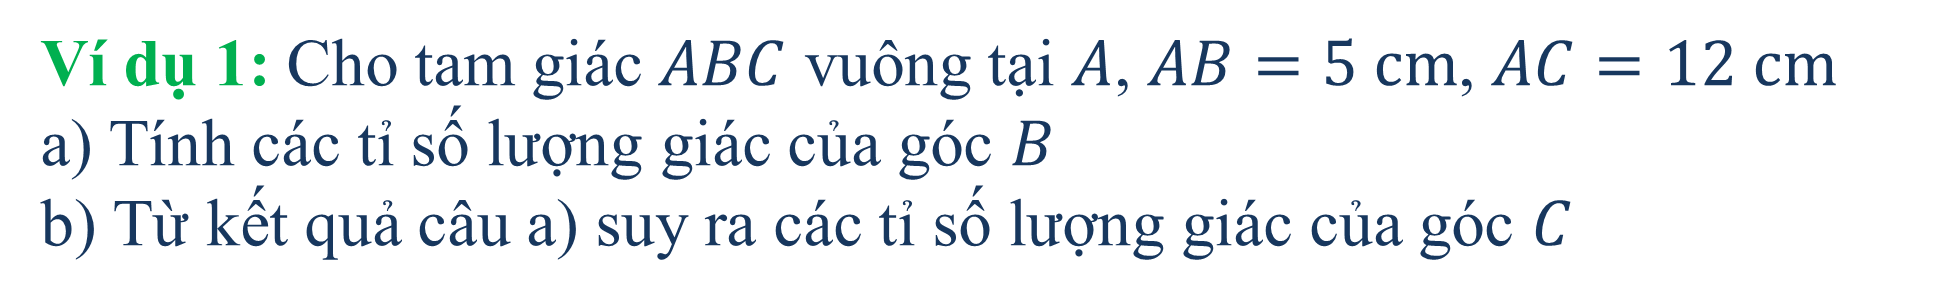 Ví dụ 1: Cho tam giác ABC vuông tại A, AB = 5 cm, AC = 12 cm
a) Tính các tỉ số lượng giác của góc B
b) Từ kết quả câu a) suy ra các tỉ số lượng giác của góc C